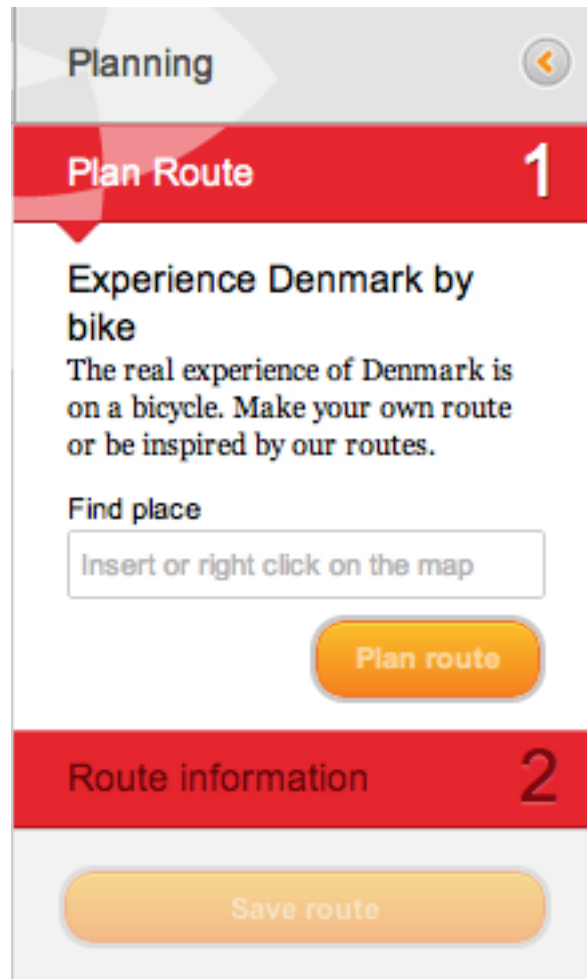 Planning
Plan Route 1
Experience Denmark by
bike
The real experience of Denmark is
on a bicycle. Make your own route
or be inspired by our routes.
Find place
Insert or right click on the map
Plan route
Route information 2
Save route